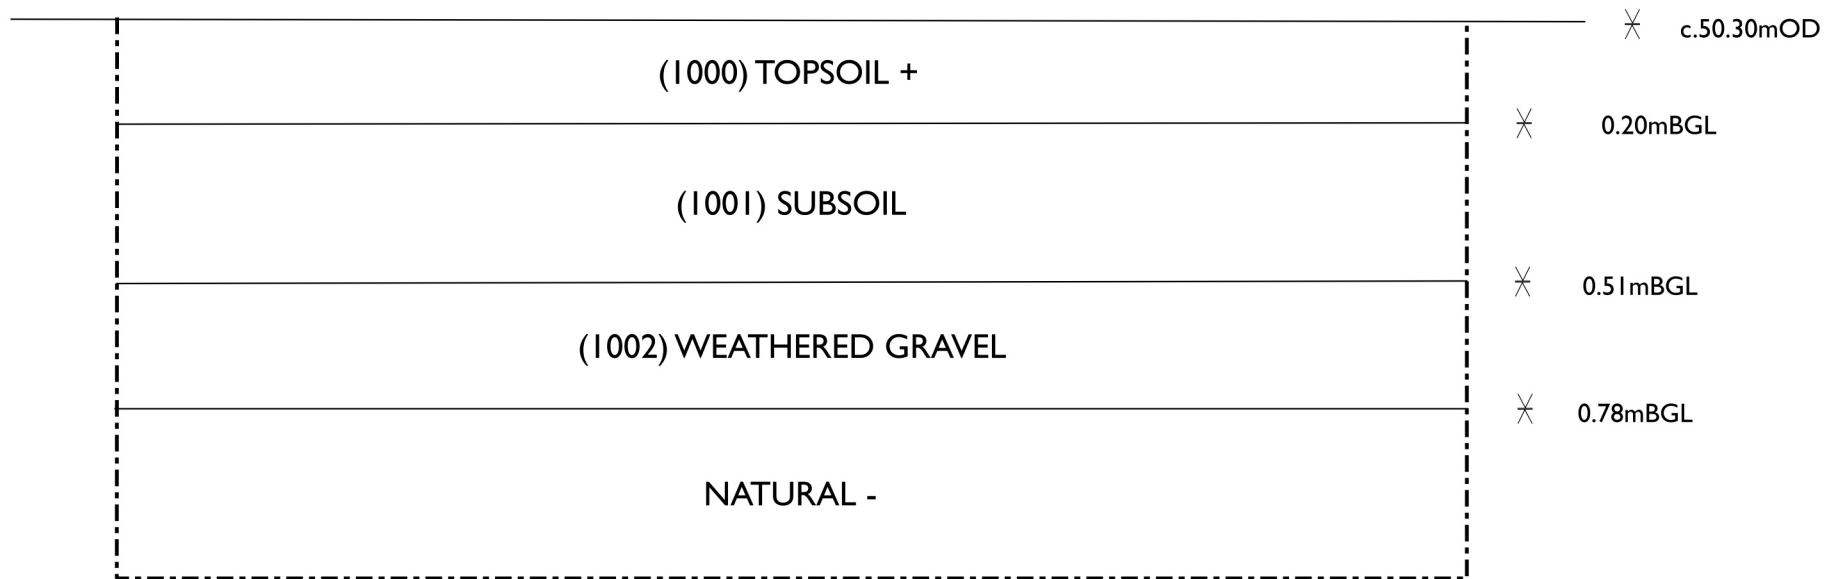 c.50.30mOD
(1000) TOPSOIL +
0.20mBGL
(1001) SUBSOIL
0.51mBGL
(1002) WEATHERED GRAVEL
0.78mBGL
NATURAL -